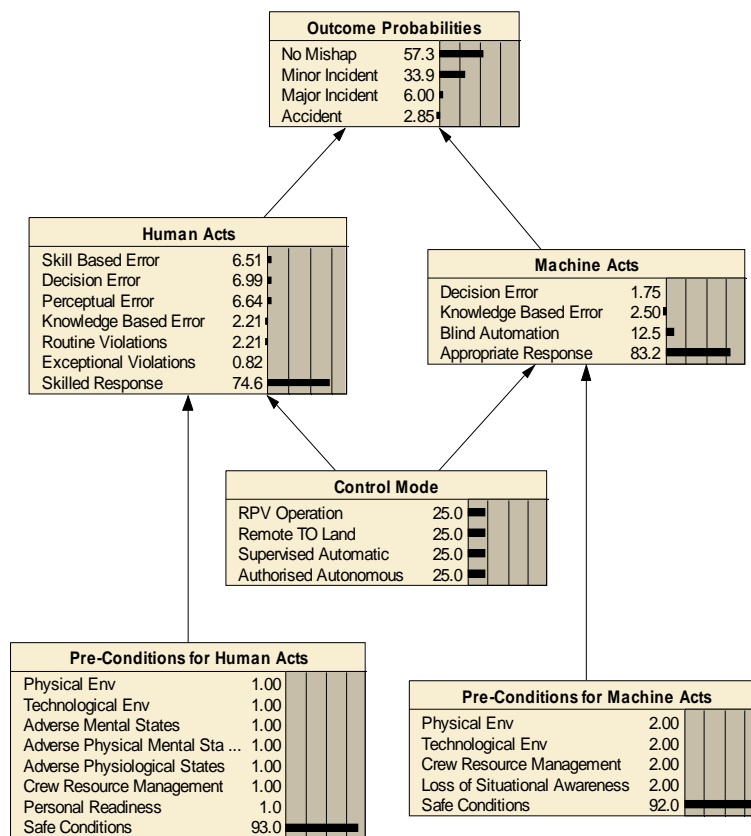 Outcome Probabilities
No Mishap 57.3
Minor Incident 33.9
Major Incident 6.00
Accident 2.85
Human Acts
Skill Based Error 6.51
Decision Error 6.99
Perceptual Error 6.64
Knowledge Based Error 2.21
Routine Violations 2.21
Exceptional Violations 0.82
Skilled Response 74.6
Machine Acts
Decision Error 1.75
Knowledge Based Error 2.50
Blind Automation 12.5
Appropriate Response 83.2
Control Mode
RPV Operation 25.0
Remote TO Land 25.0
Supervised Automatic 25.0
Authorised Autonomous 25.0
Pre-Conditions for Human Acts
Physical Env 1.00
Technological Env 1.00
Adverse Mental States 1.00
Adverse Physical Mental Sta ... 1.00
Adverse Physiological States 1.00
Crew Resource Management 1.00
Personal Readiness 1.0
Safe Conditions 93.0
Pre-Conditions for Machine Acts
Physical Env 2.00
Technological Env 2.00
Crew Resource Management 2.00
Loss of Situational Awareness 2.00
Safe Conditions 92.0